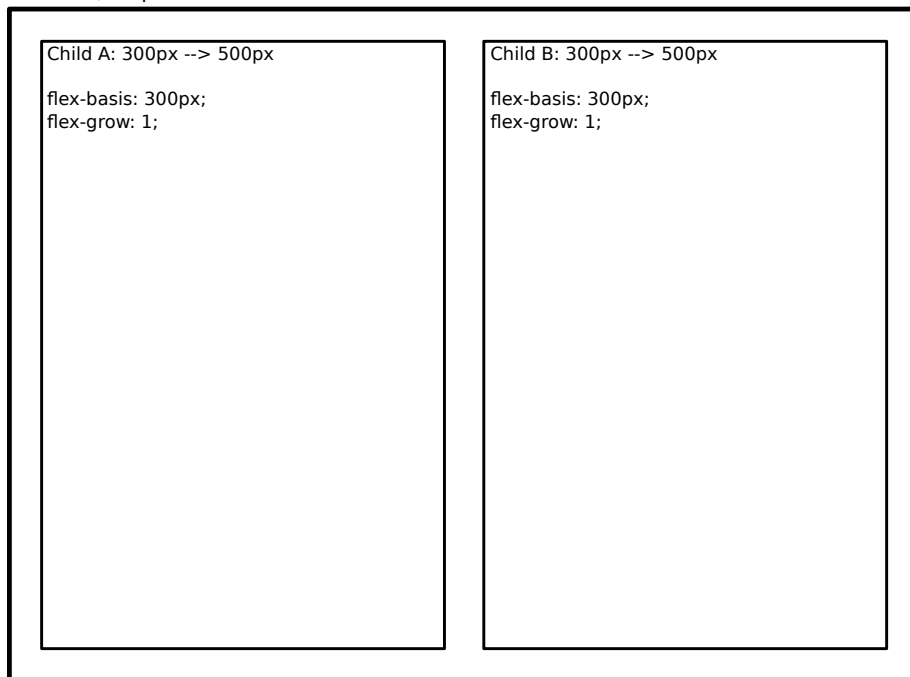 Child A: 300px --> 500px
flex-basis: 300px;
flex-grow: 1;
Child B: 300px --> 500px
flex-basis: 300px;
flex-grow: 1;